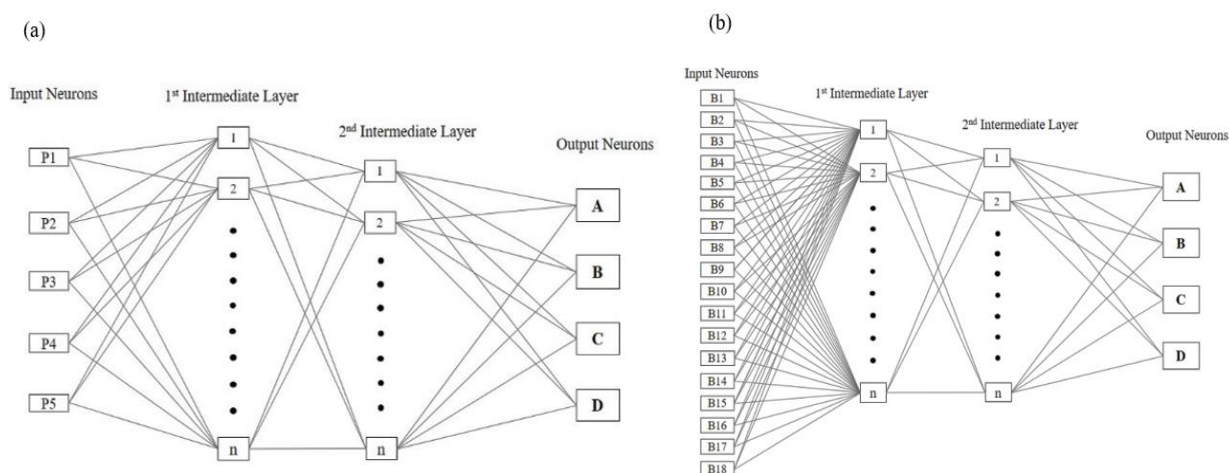 (a)
Input Neurons
1st Intermediate Layer
2nd Intermediate Layer
Output Neurons
P1
P2
P3
P4
P5
1
2
n
1
2
n
A
B
C
D
(b)
Input Neurons
1st Intermediate Layer
2nd Intermediate Layer
Output Neurons
B1
B2
B3
B4
B5
B6
B7
B8
B9
B10
B11
B12
B13
B14
B15
B16
B17
B18
1
2
n
1
2
n
A
B
C
D